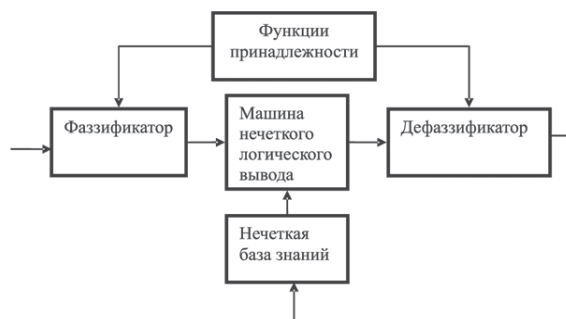 Функции
принадлежности
Фаззификатор
Машина
нечеткого
логического
вывода
Дефаззификатор
Нечеткая
база знаний